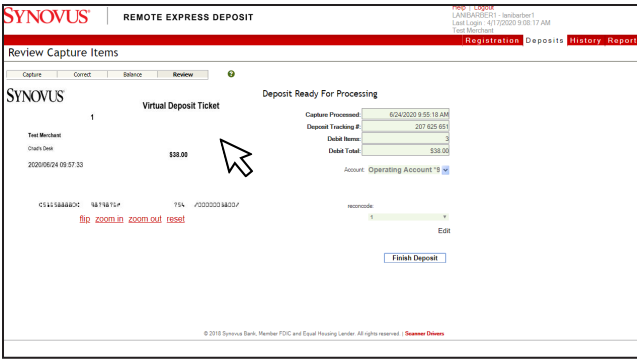 SYNOVUS®
REMOTE EXPRESS DEPOSIT
Help | Logout
LANIBARBER1 - lanibarber1
Last Login : 4/17/2020 9:08:17 AM
Test Merchant
Registration Deposits History Report
Review Capture Items
Capture Correct Balance Review ?
SYNOVUS®
Virtual Deposit Ticket
1
Test Merchant
Chad's Desk
$38.00
2020/06/24 09:57:33
flip zoom in zoom out reset
Deposit Ready For Processing
Capture Processed: 6/24/2020 9:55:18 AM
Deposit Tracking #: 207 625 651
Debit Items: 3
Debit Total: $38.00
Account: Operating Account *9
reconcode:
Edit
Finish Deposit
© 2018 Synovus Bank, Member FDIC and Equal Housing Lender. All rights reserved. | Scanner Drivers